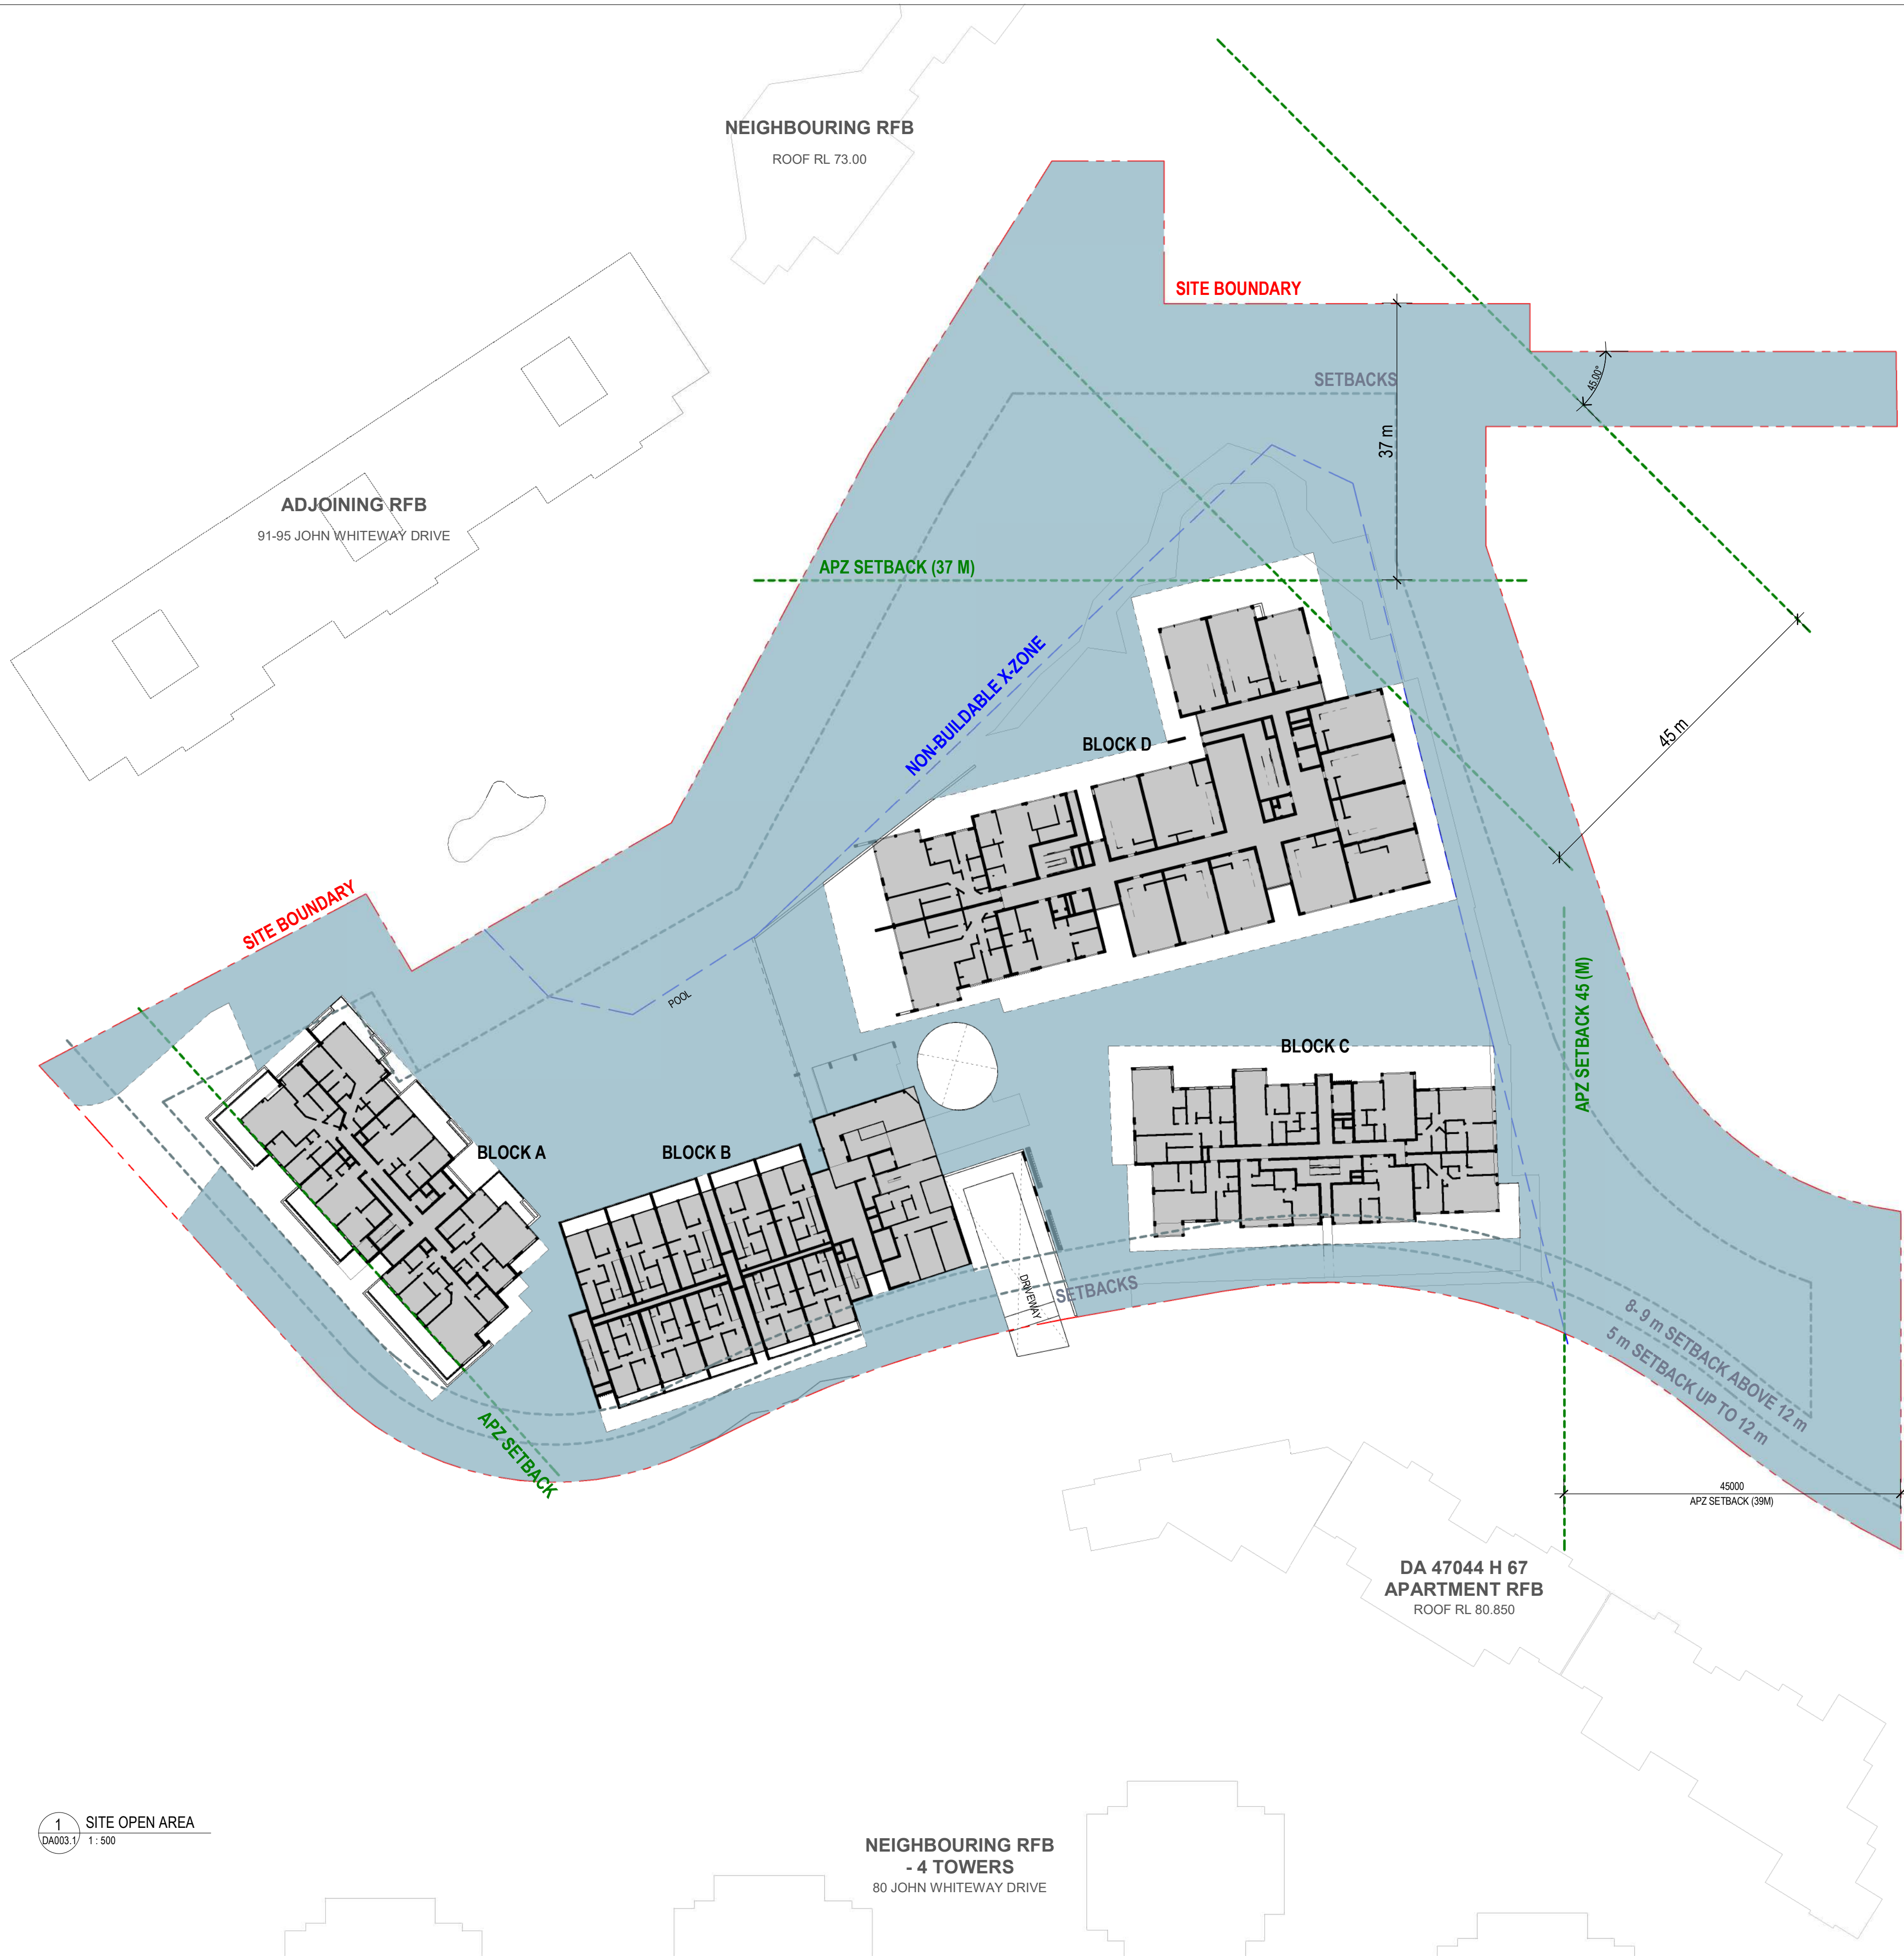 NEIGHBOURING RFB
ROOF RL 73.00
SITE BOUNDARY
45.00°
SETBACKS
37 m
ADJOINING RFB
91-95 JOHN WHITEWAY DRIVE
APZ SETBACK (37 M)
NON-BUILDABLE X-ZONE
45 m
BLOCK D
SITE BOUNDARY
POOL
APZ SETBACK 45 (M)
BLOCK C
BLOCK A
BLOCK B
DRIVEWAY
SETBACKS
8- 9 m SETBACK ABOVE 12 m
5 m SETBACK UP TO 12 m
APZ SETBACK
45000
APZ SETBACK (39M)
DA 47044 H 67
APARTMENT RFB
ROOF RL 80.850
1
SITE OPEN AREA
DA003.1
1 : 500
NEIGHBOURING RFB
- 4 TOWERS
80 JOHN WHITEWAY DRIVE